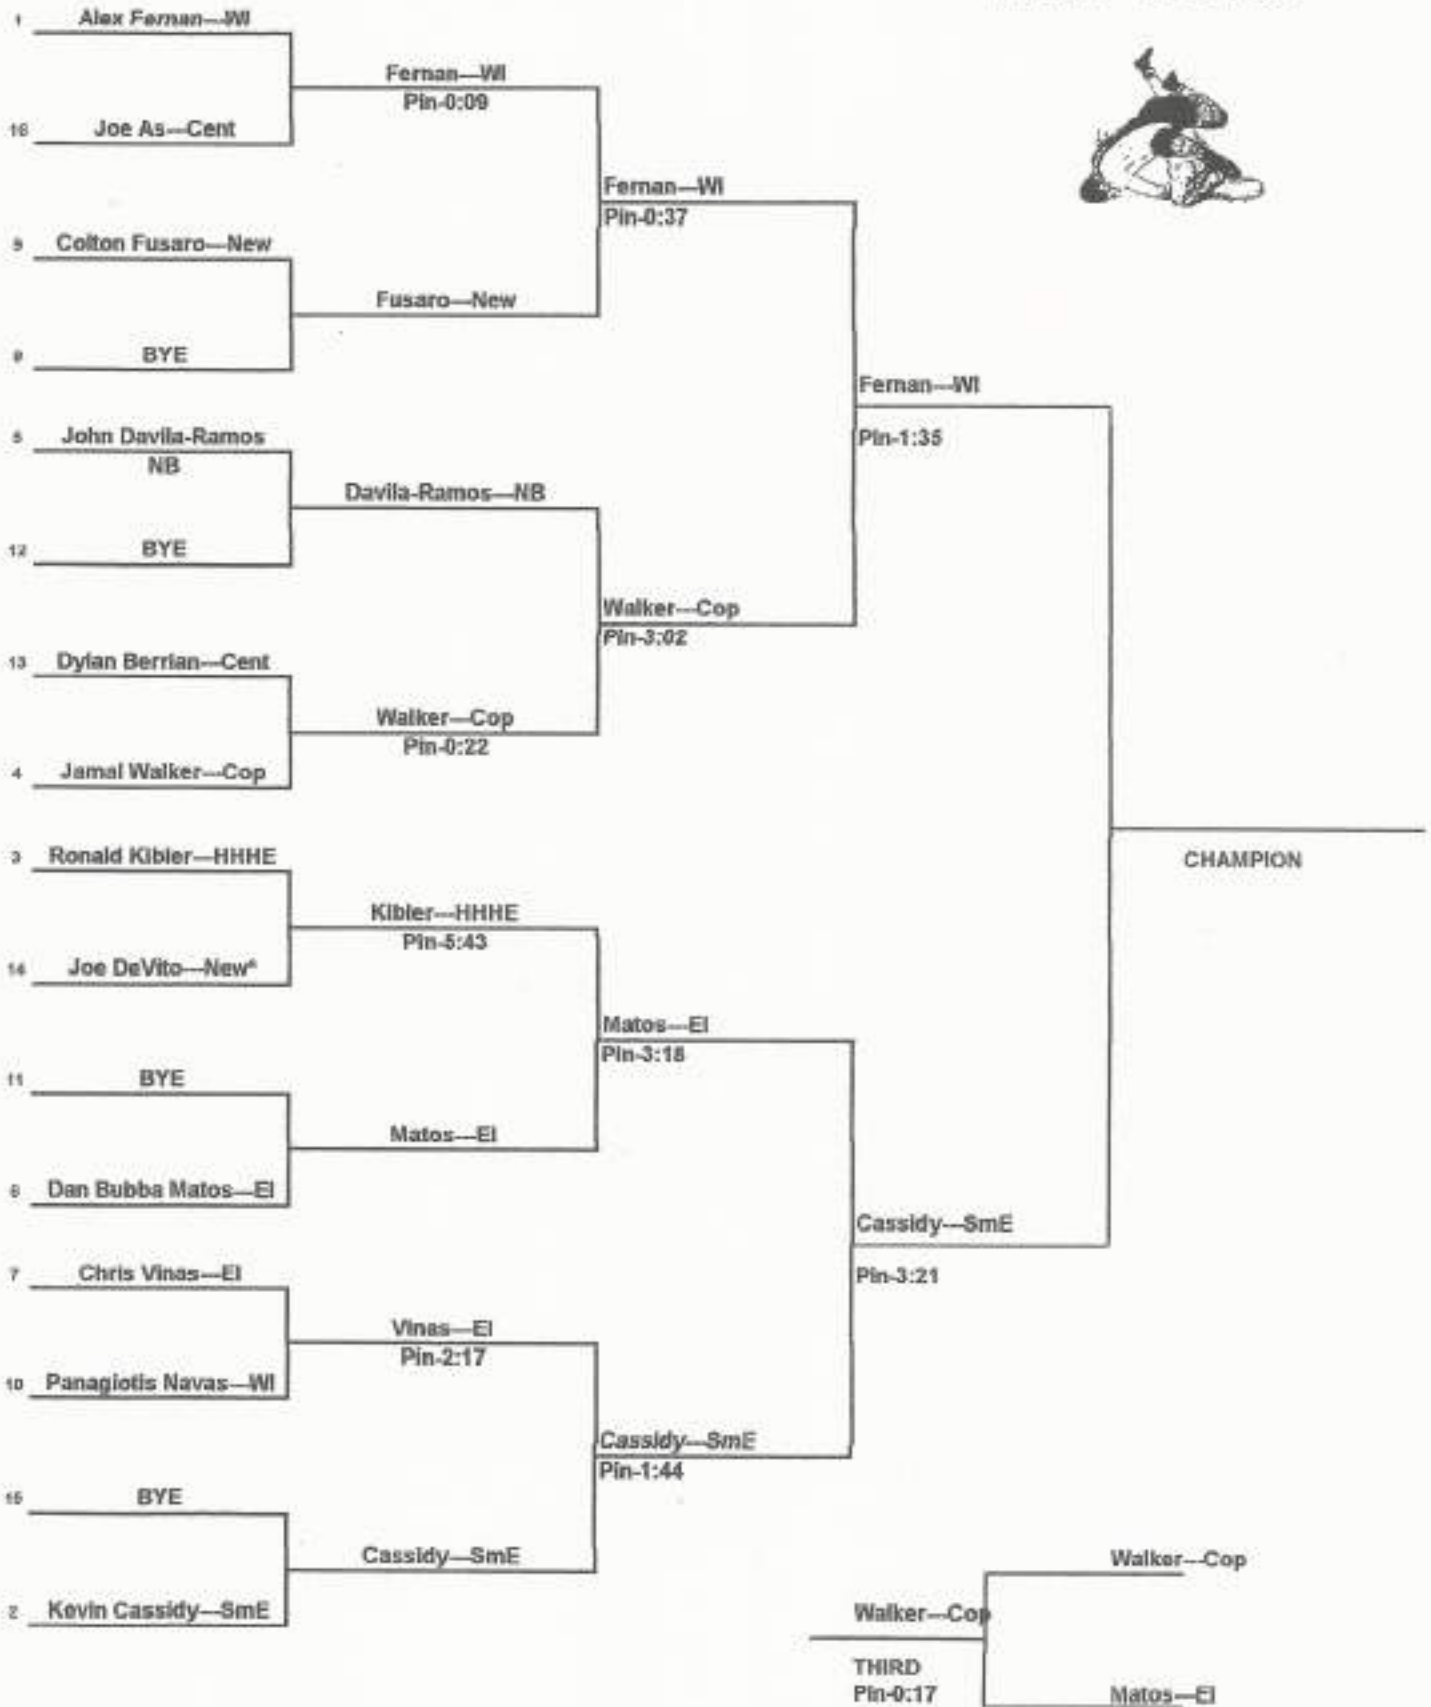 1 Alex Fernan---WI
16 Joe As---Cent
9 Colton Fusaro---New
BYE
5 John Davila-Ramos
NB
12 BYE
13 Dylan Berrian---Cent
4 Jamal Walker---Cop
3 Ronald Kibler---HHHE
14 Joe DeVito---New*
11 BYE
6 Dan Bubba Matos---EI
7 Chris Vinas---EI
10 Panagiotis Navas---WI
15 BYE
2 Kevin Cassidy---SmE
Fernan---WI
Pin-0:09
Fusaro---New
Davila-Ramos---NB
Walker---Cop
Pin-0:22
Kibler---HHHE
Pin-5:43
Matos---EI
Vinas---EI
Pin-2:17
Cassidy---SmE
Fernan---WI
Pin-0:37
Walker---Cop
Pin-3:02
Matos---EI
Pin-3:18
Cassidy---SmE
Pin-1:44
Fernan---WI
Pin-1:35
Cassidy---SmE
Pin-3:21
CHAMPION
Walker---Cop
Walker---Cop
THIRD
Pin-0:17
Matos---EI